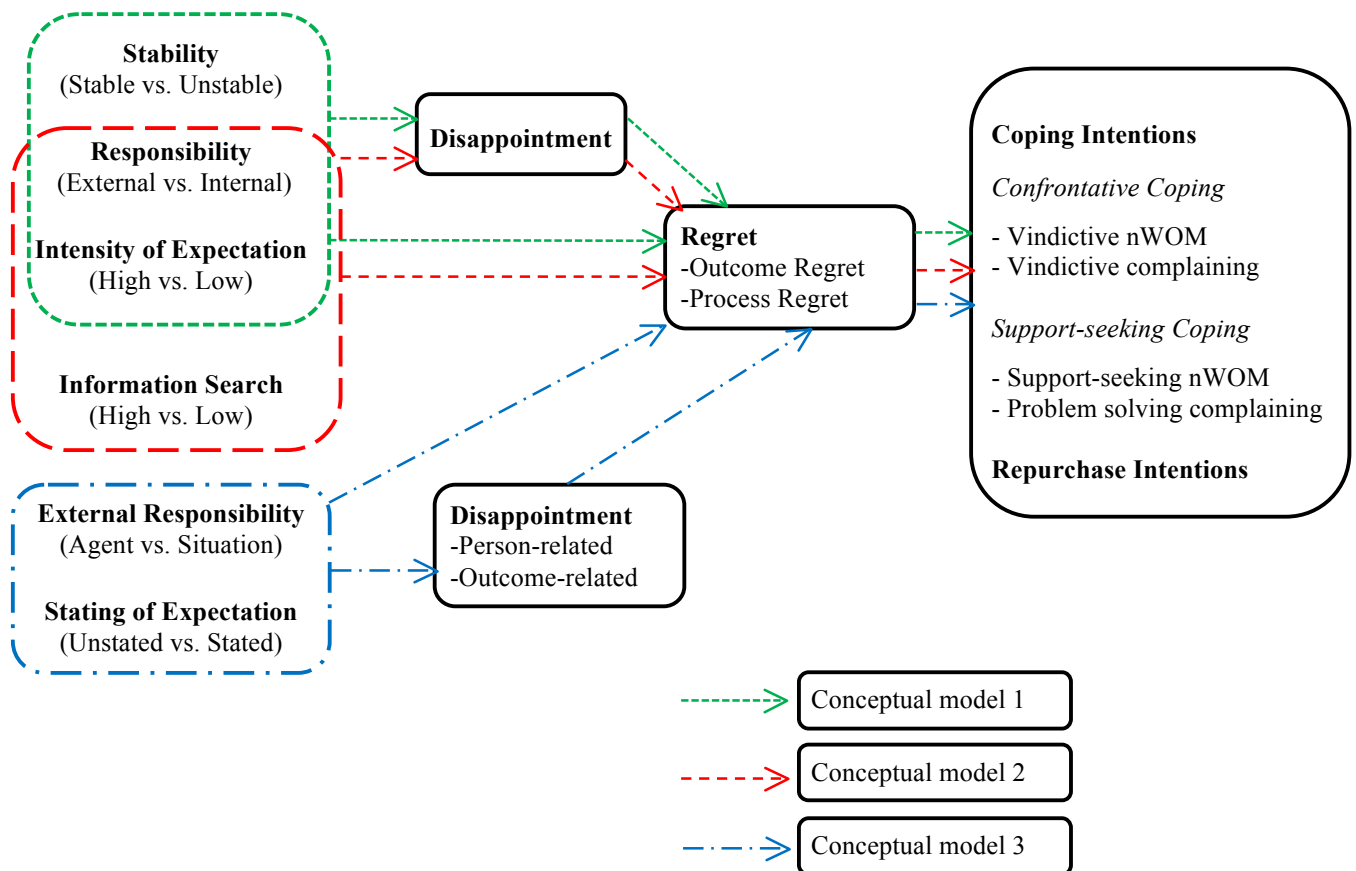 Stability
(Stable vs. Unstable)
Responsibility
(External vs. Internal)
Intensity of Expectation
(High vs. Low)
Information Search
(High vs. Low)
External Responsibility
(Agent vs. Situation)
Stating of Expectation
(Unstated vs. Stated)
Disappointment
Disappointment
-Person-related
-Outcome-related
Regret
-Outcome Regret
-Process Regret
Coping Intentions
Confrontative Coping
- Vindictive nWOM
- Vindictive complaining
Support-seeking Coping
- Support-seeking nWOM
- Problem solving complaining
Repurchase Intentions
Conceptual model 1
Conceptual model 2
Conceptual model 3